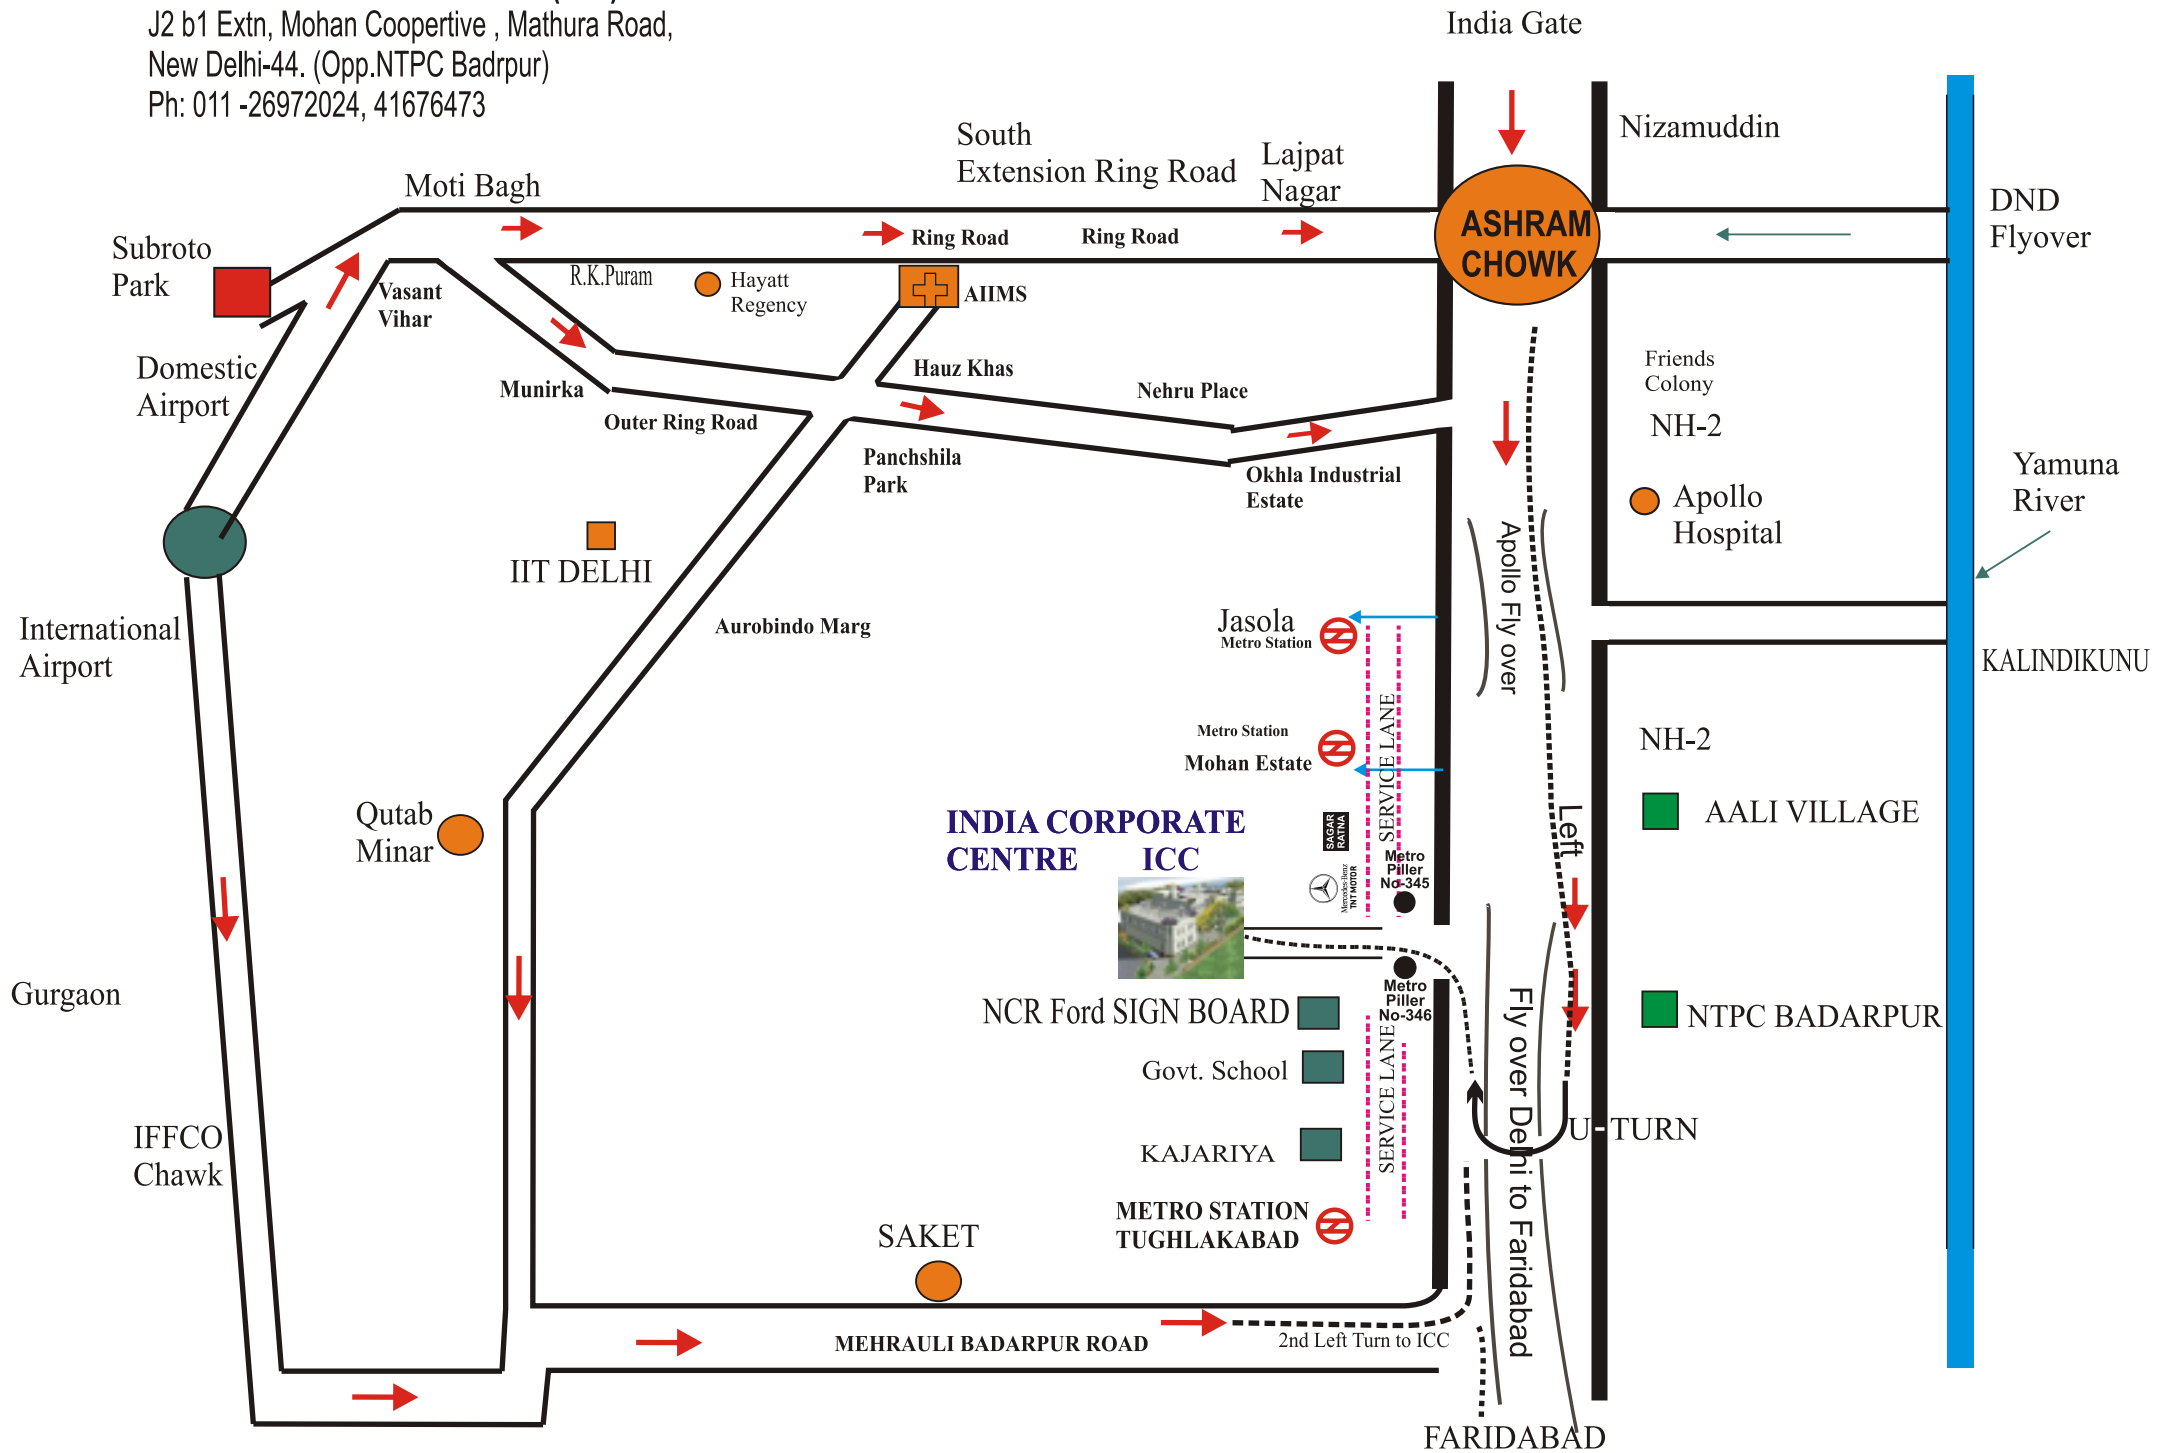 J2 b1 Extn, Mohan Coopertive , Mathura Road,
New Delhi-44. (Opp.NTPC Badrpur)
Ph: 011 -26972024, 41676473
India Gate
Nizamuddin
South
Extension Ring Road
Lajpat
Nagar
Moti Bagh
DND
Flyover
ASHRAM
CHOWK
Ring Road
Ring Road
Subroto
Park
R.K.Puram
Hayatt
Regency
AIIMS
Vasant
Vihar
Domestic
Airport
Munirka
Outer Ring Road
Hauz Khas
Nehru Place
Panchshila
Park
Okhla Industrial
Estate
Friends
Colony
NH-2
Apollo
Hospital
Yamuna
River
IIT DELHI
Apollo Fly over
International
Airport
Aurobindo Marg
Jasola
Metro Station
KALINDIKUNU
SERVICE LANE
Metro Station
Mohan Estate
NH-2
AALI VILLAGE
Left
Qutab
Minar
INDIA CORPORATE
CENTRE ICC
SAGAR
RATNA
Mercedes-Benz
TNT MOTOR
Metro
Piller
No-345
Gurgaon
Metro
Piller
No-346
NCR Ford SIGN BOARD
NTPC BADARPUR
Govt. School
SERVICE LANE
Fly over Delhi to Faridabad
U-TURN
IFFCO
Chawk
KAJARIYA
METRO STATION
TUGHLAKABAD
SAKET
MEHRAULI BADARPUR ROAD
2nd Left Turn to ICC
FARIDABAD